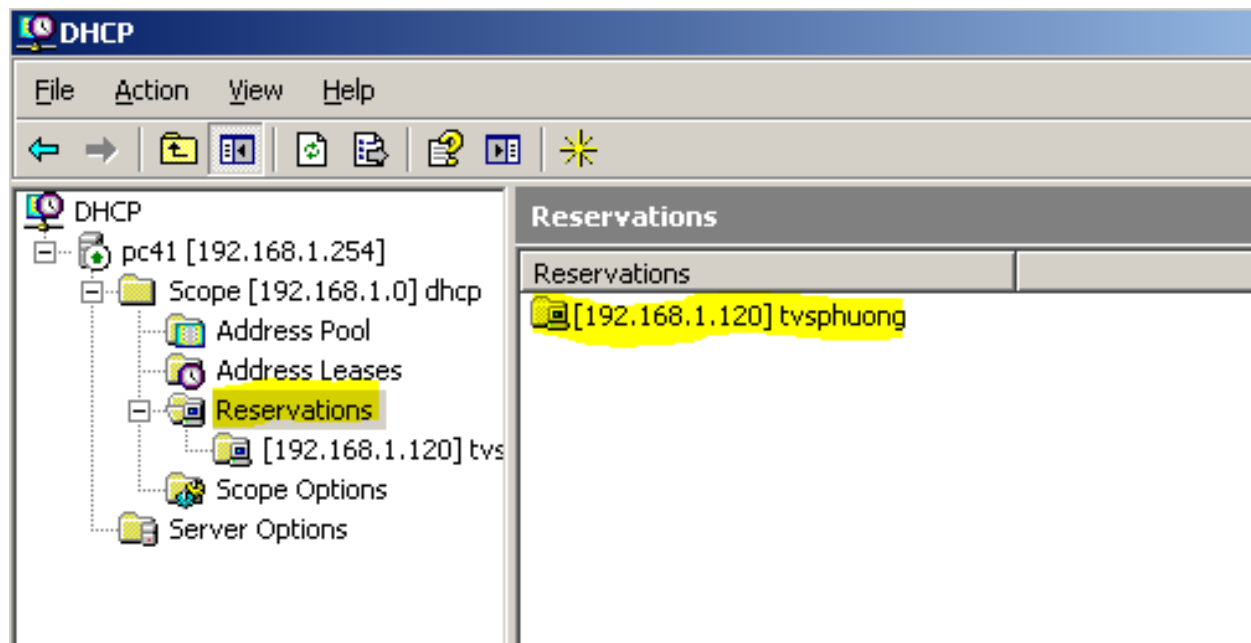 DHCP
File Action View Help
DHCP
pc41 [192.168.1.254]
Scope [192.168.1.0] dhcp
Address Pool
Address Leases
Reservations
[192.168.1.120] tvs
Scope Options
Server Options
Reservations
Reservations
[192.168.1.120] tvsphuong